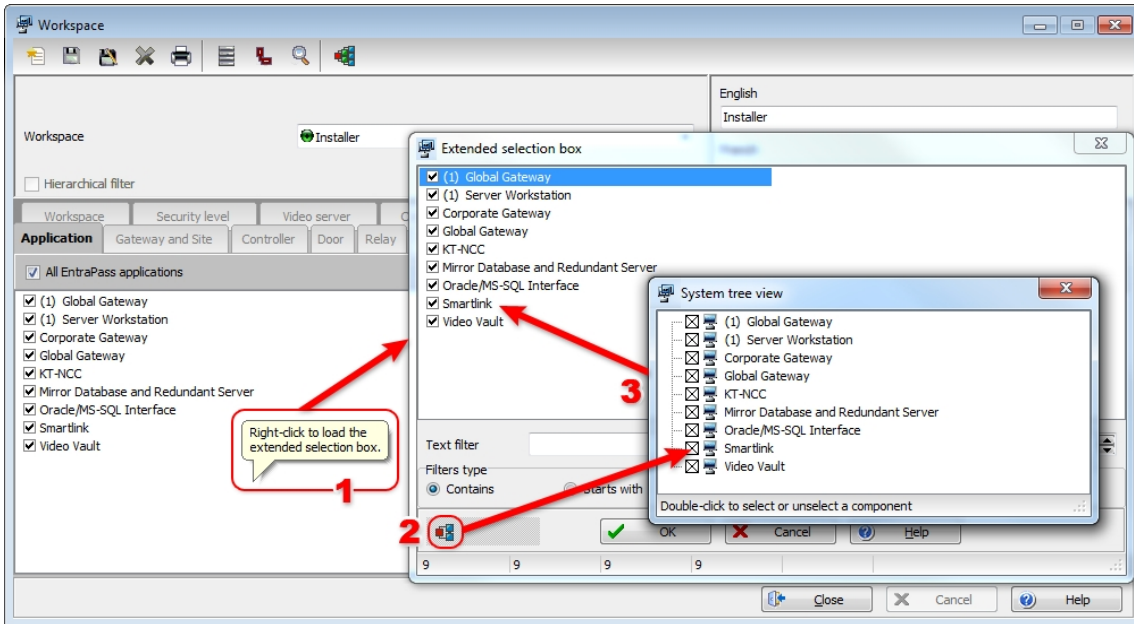 Workspace
English
Installer
Workspace
Installer
Hierarchical filter
Workspace
Security level
Video server
Application
Gateway and Site
Controller
Door
Relay
All EntraPass applications
(1) Global Gateway
(1) Server Workstation
Corporate Gateway
Global Gateway
KT-NCC
Mirror Database and Redundant Server
Oracle/MS-SQL Interface
Smartlink
Video Vault
Right-click to load the
extended selection box.
1
Extended selection box
(1) Global Gateway
(1) Server Workstation
Corporate Gateway
Global Gateway
KT-NCC
Mirror Database and Redundant Server
Oracle/MS-SQL Interface
Smartlink
Video Vault
3
Text filter
Filters type
Contains
Starts with
2
OK
Cancel
Help
9
9
9
9
System tree view
(1) Global Gateway
(1) Server Workstation
Corporate Gateway
Global Gateway
KT-NCC
Mirror Database and Redundant Server
Oracle/MS-SQL Interface
Smartlink
Video Vault
Double-click to select or unselect a component
Close
Cancel
Help